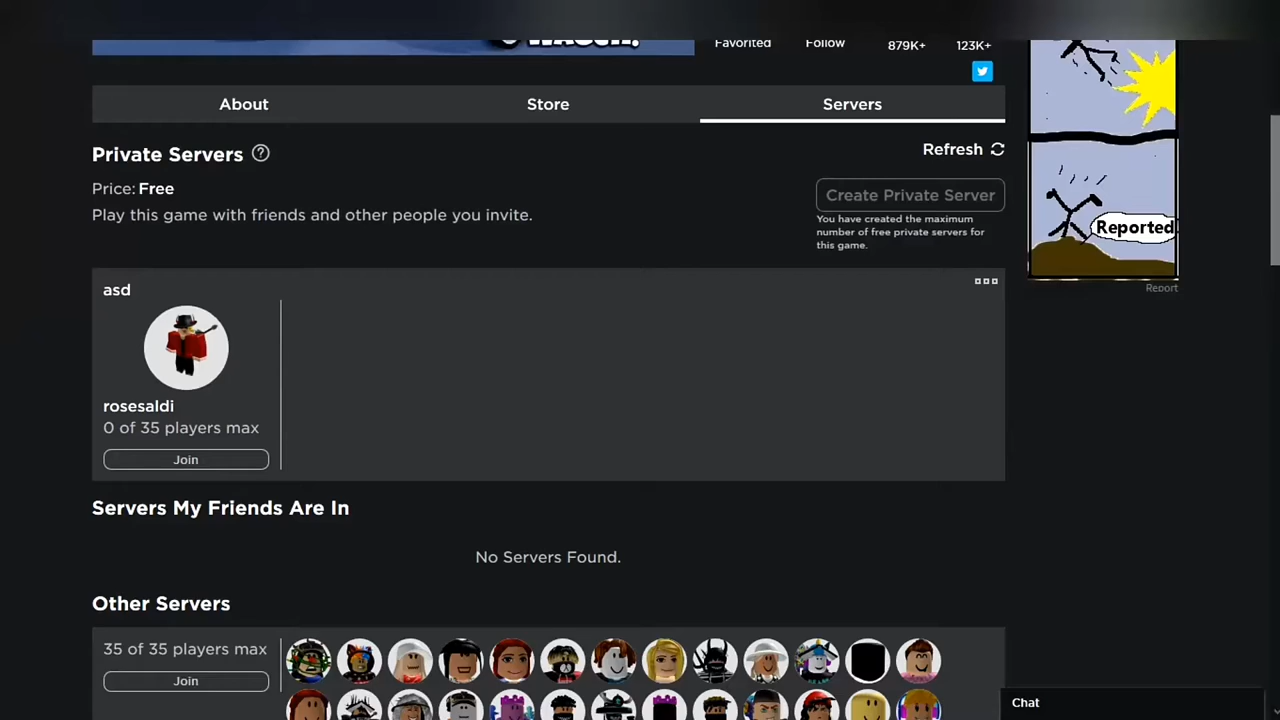 WATCH!
Favorited Follow 879K+ 123K+
About Store Servers
Private Servers ?
Refresh
Price: Free
Create Private Server
Play this game with friends and other people you invite.
You have created the maximum
number of free private servers for
this game.
Reported
Report
asd
rosesaldi
0 of 35 players max
Join
Servers My Friends Are In
No Servers Found.
Other Servers
35 of 35 players max
Join
Chat